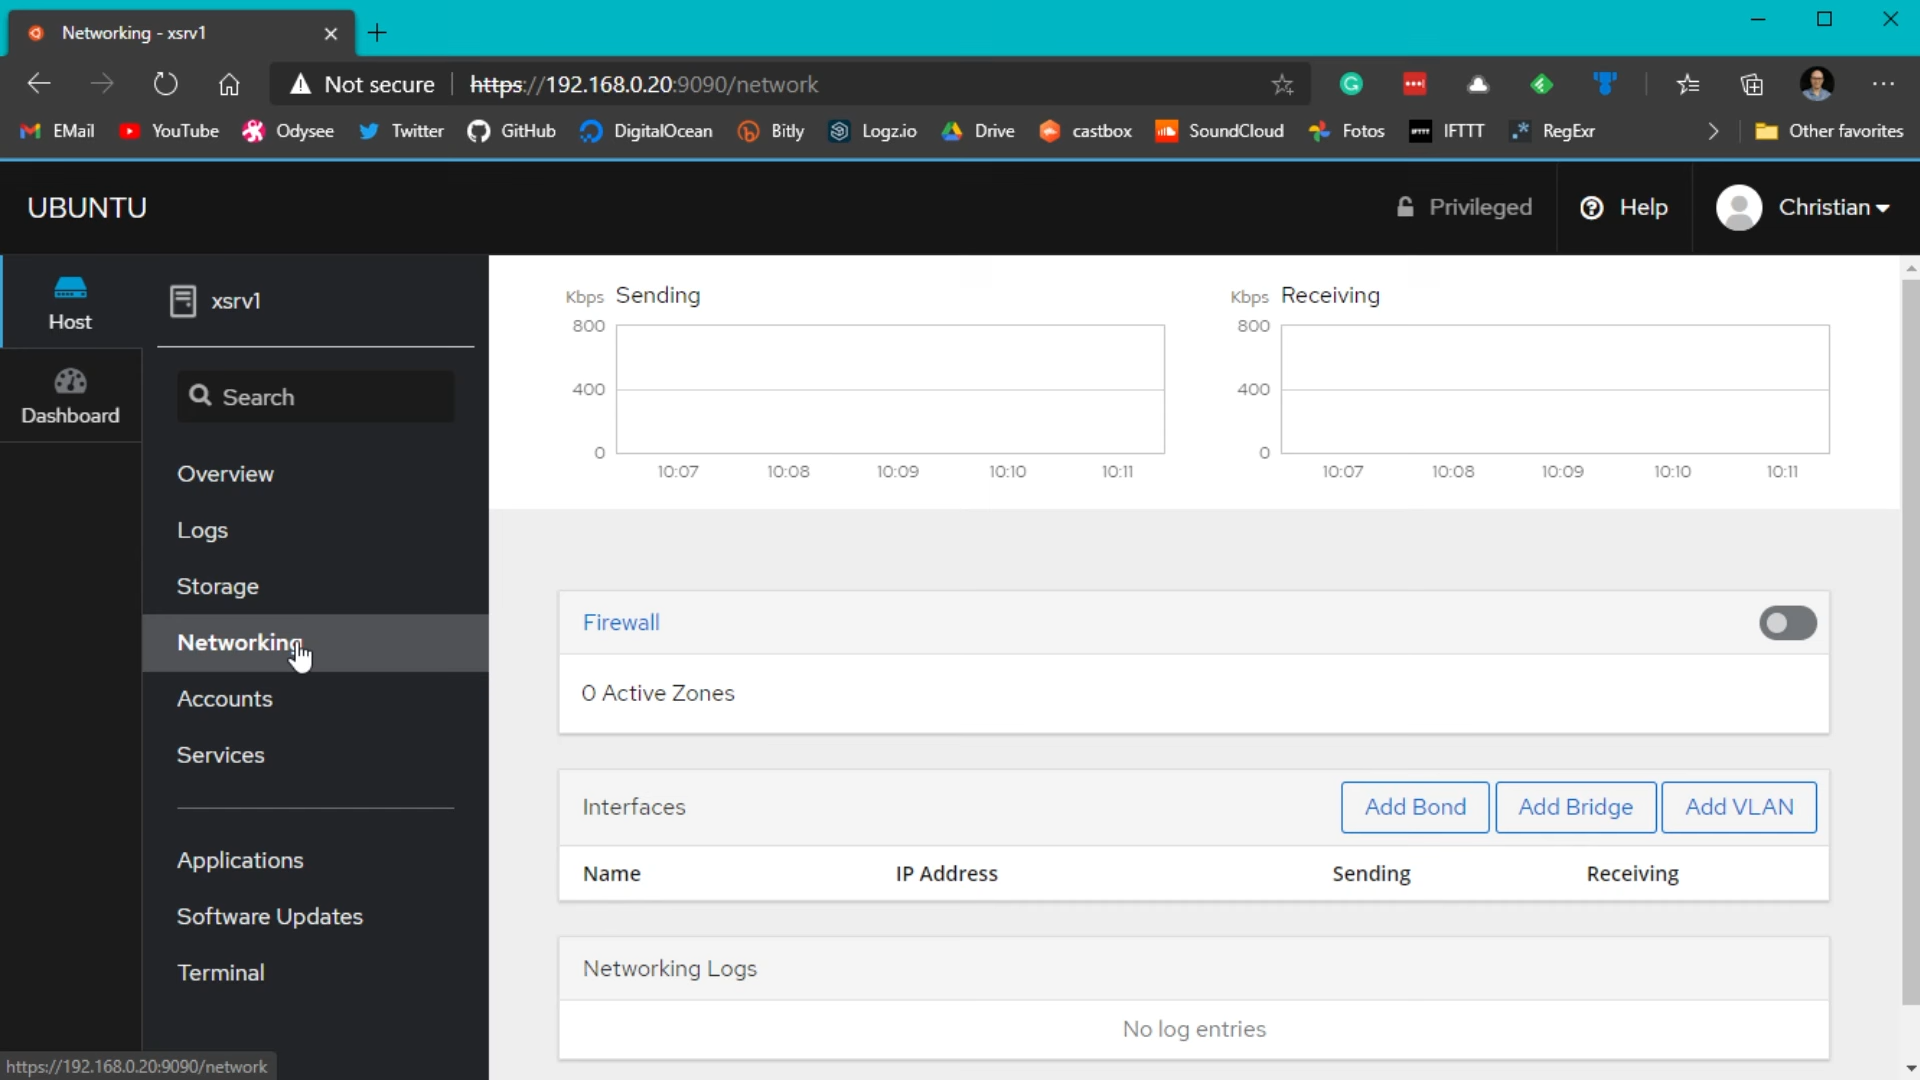 Networking - xsrv1
Not secure https://192.168.0.20:9090/network
EMail YouTube Odysee Twitter GitHub DigitalOcean Bitly Logz.io Drive castbox SoundCloud Fotos IFTTT RegExr Other favorites
UBUNTU Privileged Help Christian
Host
Dashboard
xsrv1
Search
Overview
Logs
Storage
Networking
Accounts
Services
Applications
Software Updates
Terminal
Kbps Sending
800
400
0
10:07 10:08 10:09 10:10 10:11
Kbps Receiving
800
400
0
10:07 10:08 10:09 10:10 10:11
Firewall
0 Active Zones
Interfaces Add Bond Add Bridge Add VLAN
Name IP Address Sending Receiving
Networking Logs
No log entries
https://192.168.0.20:9090/network